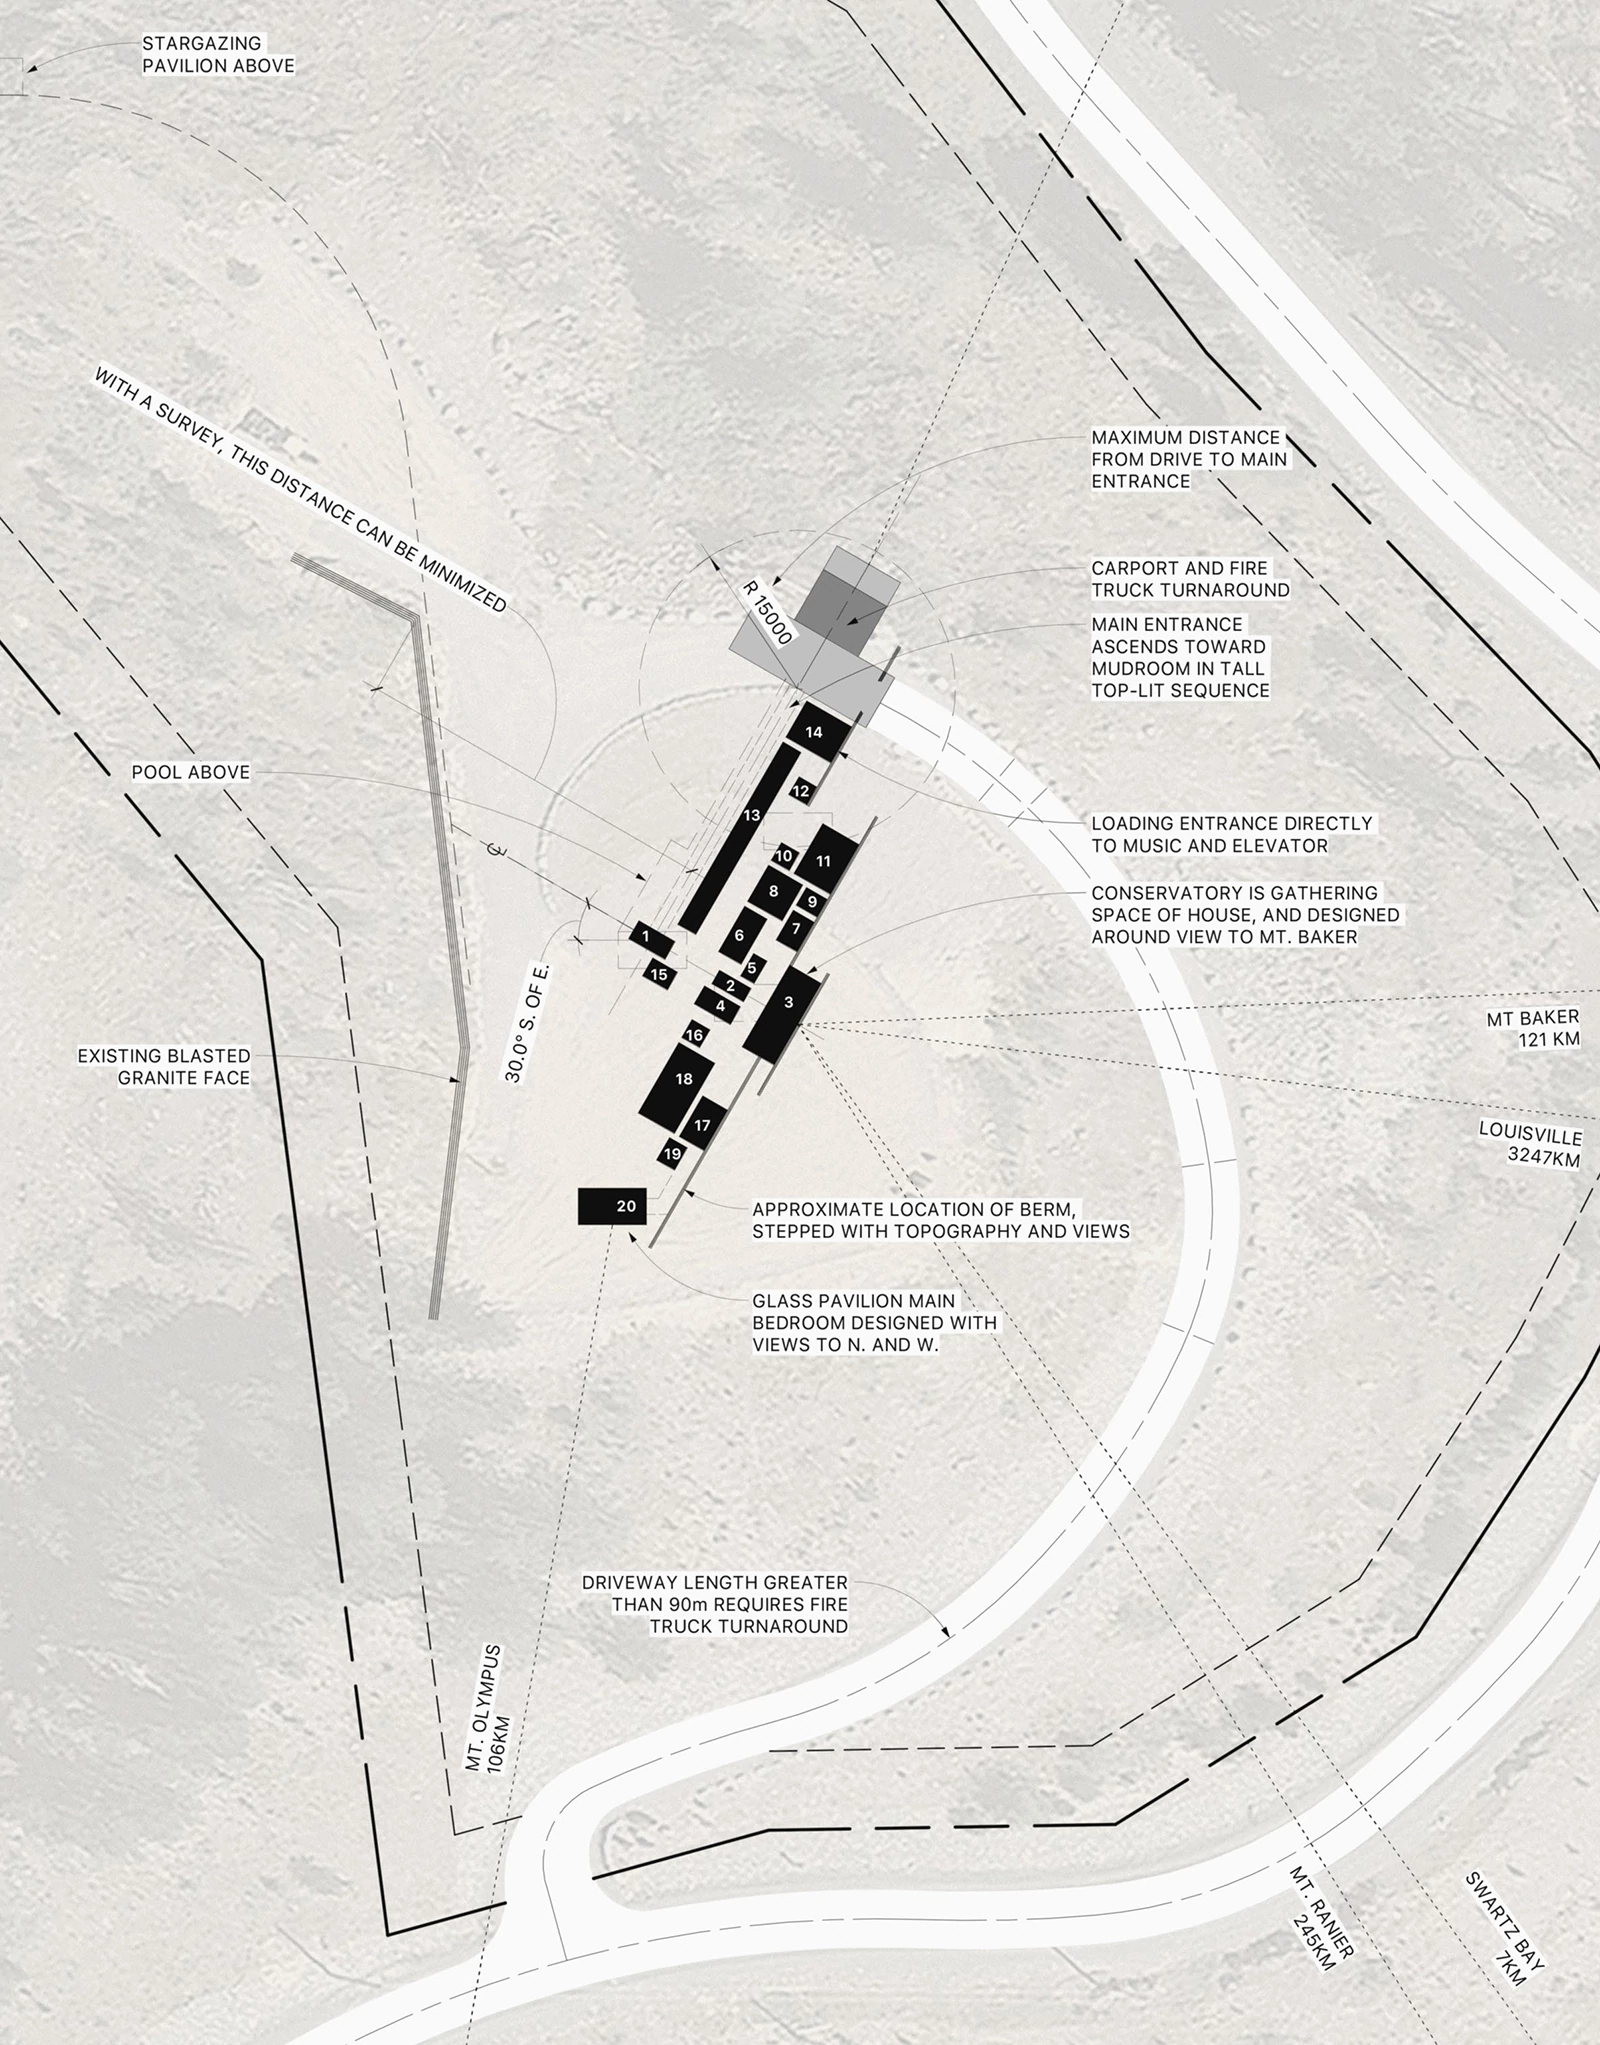 STARGAZING
PAVILION ABOVE
WITH A SURVEY, THIS DISTANCE CAN BE MINIMIZED
MAXIMUM DISTANCE
FROM DRIVE TO MAIN
ENTRANCE
R 15000
CARPORT AND FIRE
TRUCK TURNAROUND
MAIN ENTRANCE
ASCENDS TOWARD
MUDROOM IN TALL
TOP-LIT SEQUENCE
14
POOL ABOVE
12
13
LOADING ENTRANCE DIRECTLY
TO MUSIC AND ELEVATOR
10
11
8
9
CONSERVATORY IS GATHERING
SPACE OF HOUSE, AND DESIGNED
AROUND VIEW TO MT. BAKER
7
6
1
5
15
2
3
4
30.0° S. OF E.
16
MT BAKER
121 KM
EXISTING BLASTED
GRANITE FACE
18
17
LOUISVILLE
3247KM
19
20
APPROXIMATE LOCATION OF BERM,
STEPPED WITH TOPOGRAPHY AND VIEWS
GLASS PAVILION MAIN
BEDROOM DESIGNED WITH
VIEWS TO N. AND W.
DRIVEWAY LENGTH GREATER
THAN 90m REQUIRES FIRE
TRUCK TURNAROUND
MT. OLYMPUS
106KM
MT. RANIER
245KM
SWARTZ BAY
7KM